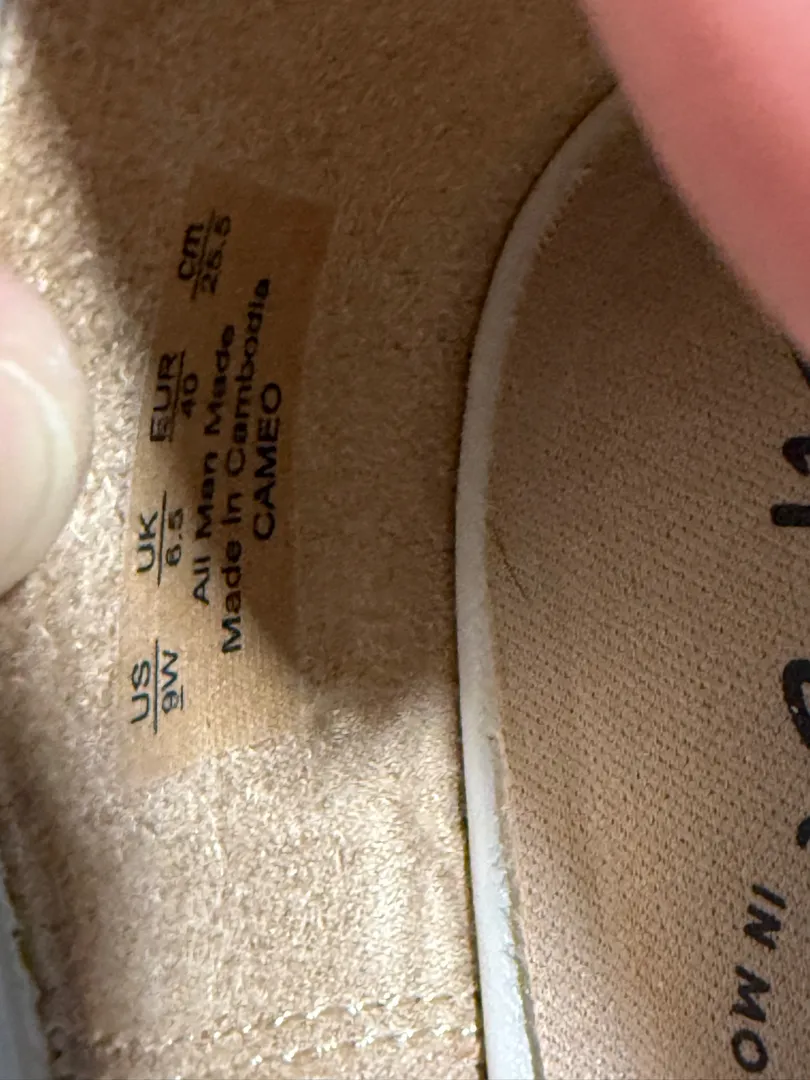 US UK EUR cm
9W 6.5 40 25.5
All Man Made
Made In Cambodia
CAMEO
IN MO